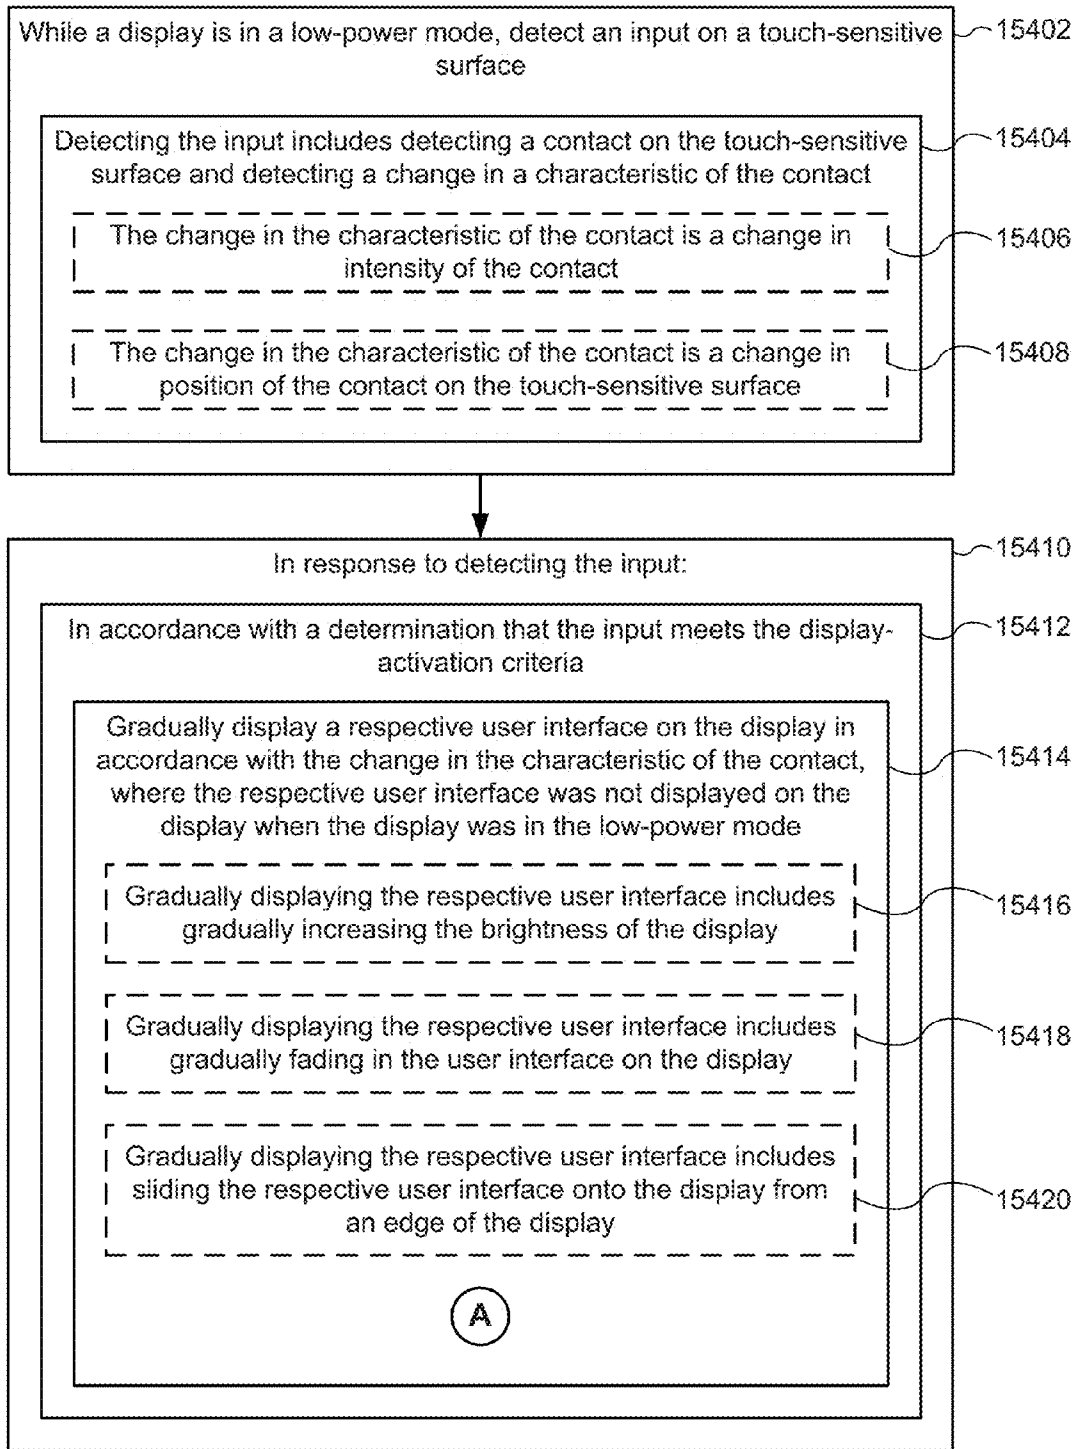 While a display is in a low-power mode, detect an input on a touch-sensitive
surface
15402
Detecting the input includes detecting a contact on the touch-sensitive
surface and detecting a change in a characteristic of the contact
15404
The change in the characteristic of the contact is a change in
intensity of the contact
15406
The change in the characteristic of the contact is a change in
position of the contact on the touch-sensitive surface
15408
In response to detecting the input:
15410
In accordance with a determination that the input meets the display-
activation criteria
15412
Gradually display a respective user interface on the display in
accordance with the change in the characteristic of the contact,
where the respective user interface was not displayed on the
display when the display was in the low-power mode
15414
Gradually displaying the respective user interface includes
gradually increasing the brightness of the display
15416
Gradually displaying the respective user interface includes
gradually fading in the user interface on the display
15418
Gradually displaying the respective user interface includes
sliding the respective user interface onto the display from
an edge of the display
15420
A